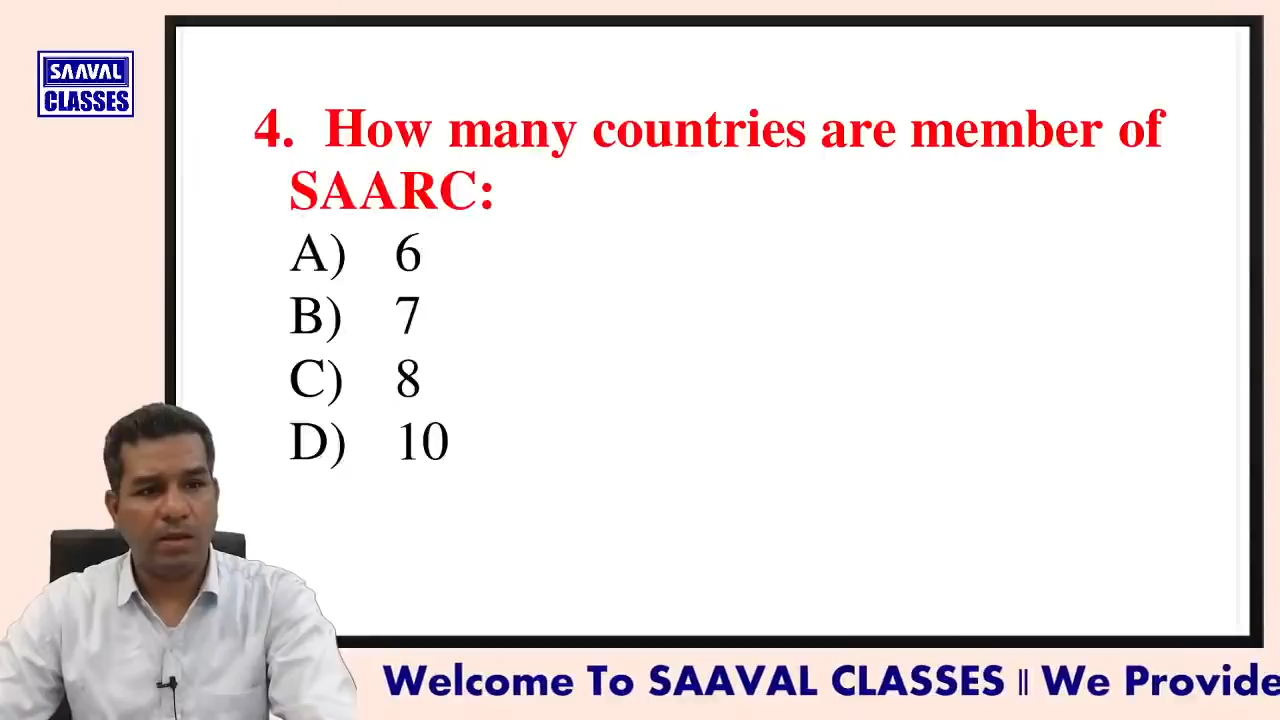 SAAVAL
CLASSES
4. How many countries are member of
SAARC:
A) 6
B) 7
C) 8
D) 10
Welcome To SAAVAL CLASSES || We Provide